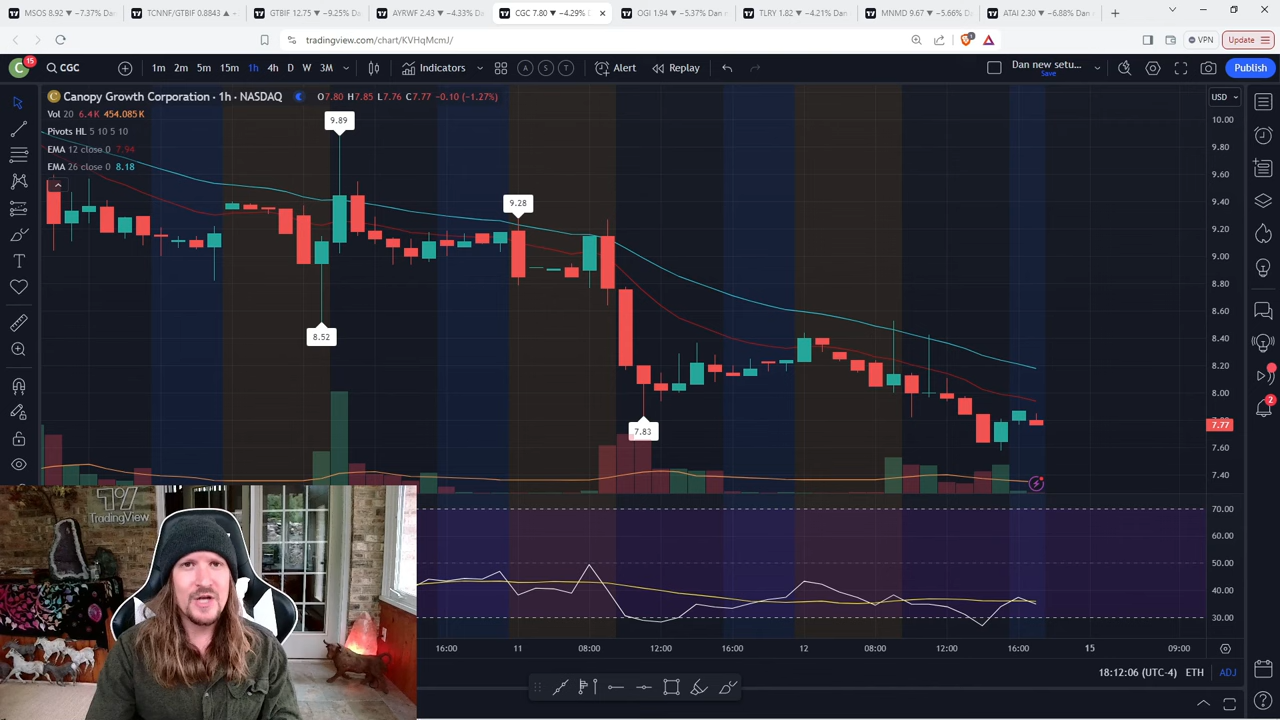 MSOS 8.92 ▼ −7.37% Dan
TCNNF/GTBIF 0.8843 ▲
GTBIF 12.75 ▼ −9.25% Dan
AYRWF 2.43 ▼ −4.33% Dan
CGC 7.80 ▼ −4.29%
OGI 1.94 ▼ −5.37% Dan
TLRY 1.82 ▼ −4.21% Dan
MNMD 9.67 ▼ −5.66% Dan
ATAI 2.30 ▼ −6.88% Dan
tradingview.com/chart/KVHqMcmJ/
1
VPN
Update
C 15
CGC
1m 2m 5m 15m 1h 4h D W 3M
Indicators
A S T
Alert
Replay
Dan new setu...
Save
Publish
Canopy Growth Corporation · 1h · NASDAQ
O7.80 H7.85 L7.76 C7.77 −0.10 (−1.27%)
USD
Vol 20 6.4K 454.085K
Pivots HL 5 10 5 10
EMA 12 close 0 7.94
EMA 26 close 0 8.18
9.89
9.28
8.52
7.83
10.00
9.80
9.60
9.40
9.20
9.00
8.80
8.60
8.40
8.20
8.00
7.77
7.60
7.40
70.00
60.00
50.00
40.00
30.00
2
TradingView
16:00 11 08:00 12:00 16:00 12 08:00 12:00 16:00 15 09:00
18:12:06 (UTC-4) ETH ADJ